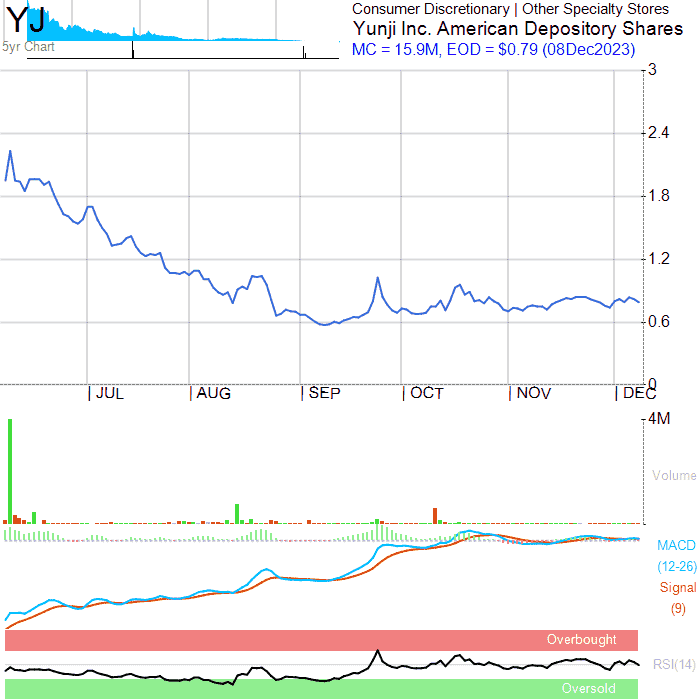 YJ
5yr Chart
Consumer Discretionary | Other Specialty Stores
Yunji Inc. American Depository Shares
MC = 15.9M, EOD = $0.79 (08Dec2023)
3
2.4
1.8
1.2
0.6
0
JUL
AUG
SEP
OCT
NOV
DEC
4M
Volume
MACD
(12-26)
Signal
(9)
Overbought
RSI(14)
Oversold